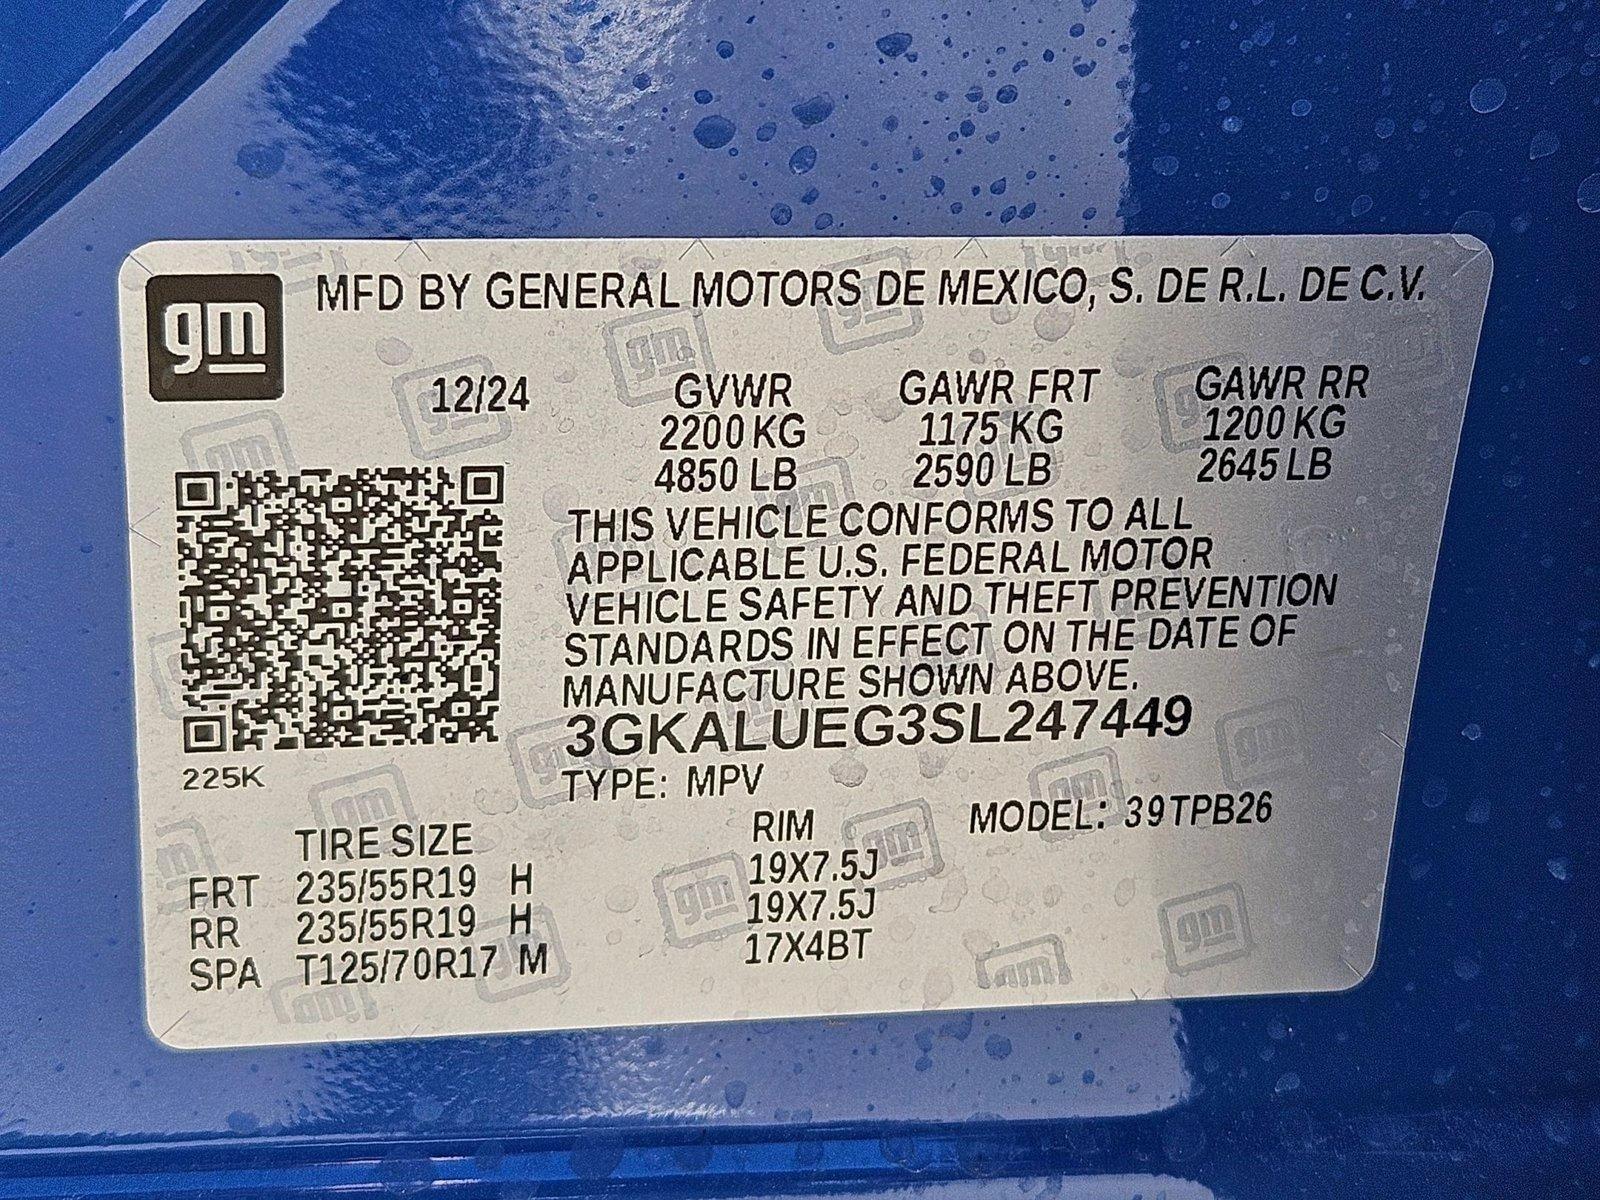 gm MFD BY GENERAL MOTORS DE MEXICO, S. DE R.L. DE C.V.
12/24 GVWR GAWR FRT GAWR RR
2200 KG 1175 KG 1200 KG
4850 LB 2590 LB 2645 LB
THIS VEHICLE CONFORMS TO ALL
APPLICABLE U.S. FEDERAL MOTOR
VEHICLE SAFETY AND THEFT PREVENTION
STANDARDS IN EFFECT ON THE DATE OF
MANUFACTURE SHOWN ABOVE.
3GKALUEG3SL247449
225K TYPE: MPV
TIRE SIZE RIM MODEL: 39TPB26
FRT 235/55R19 H 19X7.5J
RR 235/55R19 H 19X7.5J
SPA T125/70R17 M 17X4BT